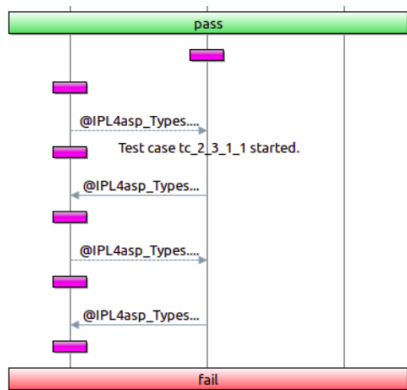 pass
@IPL4asp_Types....
Test case tc_2_3_1_1 started.
@IPL4asp_Types...
@IPL4asp_Types....
@IPL4asp_Types...
fail